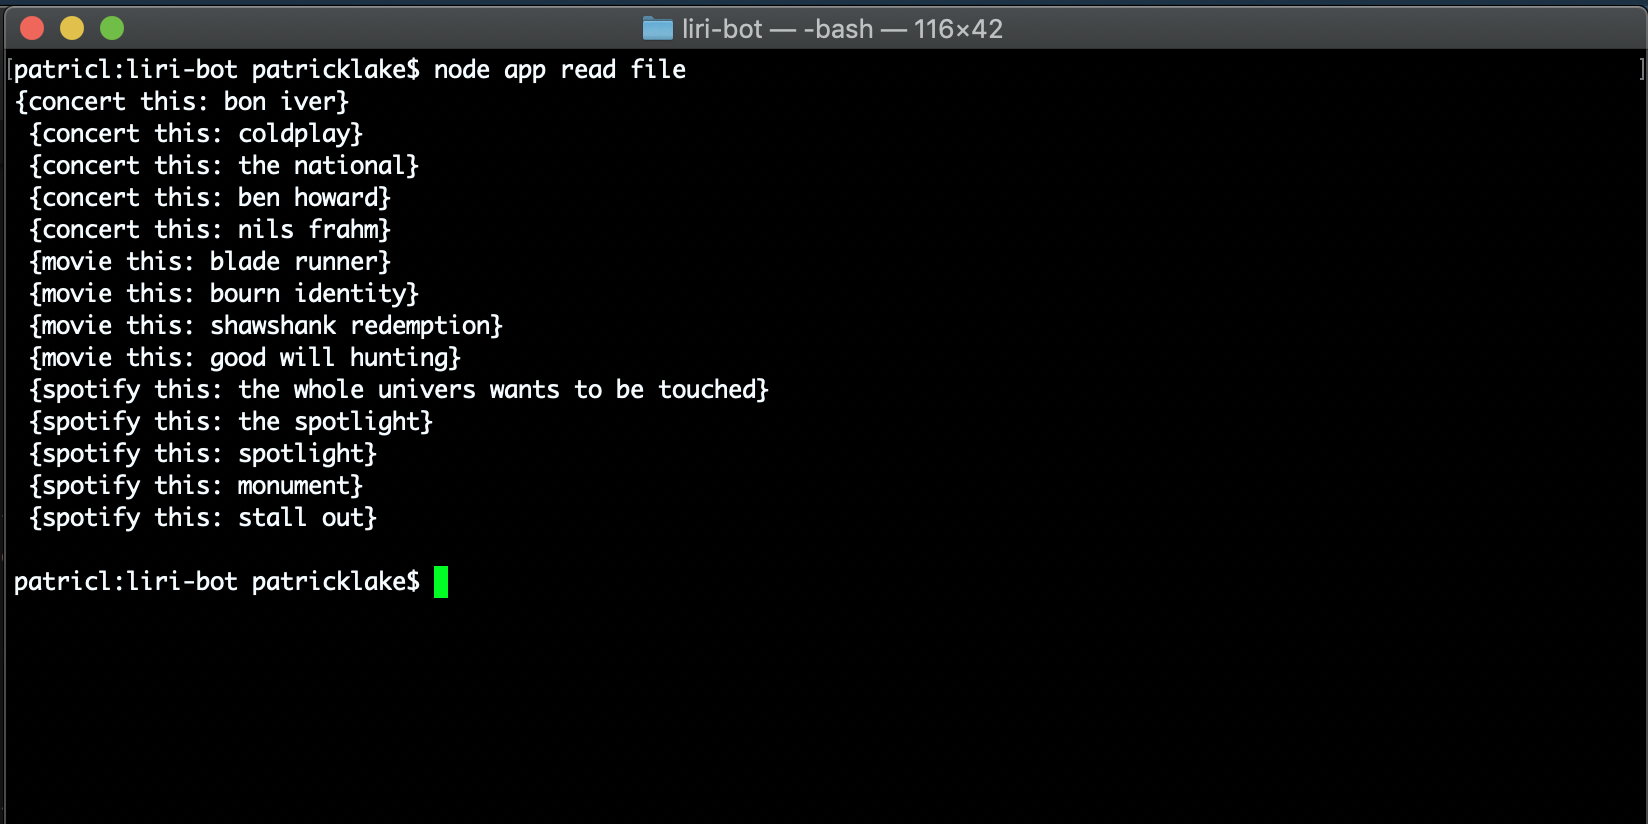 liri-bot — -bash — 116×42
[patricl:liri-bot patricklake$ node app read file ]
{concert this: bon iver}
{concert this: coldplay}
{concert this: the national}
{concert this: ben howard}
{concert this: nils frahm}
{movie this: blade runner}
{movie this: bourn identity}
{movie this: shawshank redemption}
{movie this: good will hunting}
{spotify this: the whole univers wants to be touched}
{spotify this: the spotlight}
{spotify this: spotlight}
{spotify this: monument}
{spotify this: stall out}
patricl:liri-bot patricklake$